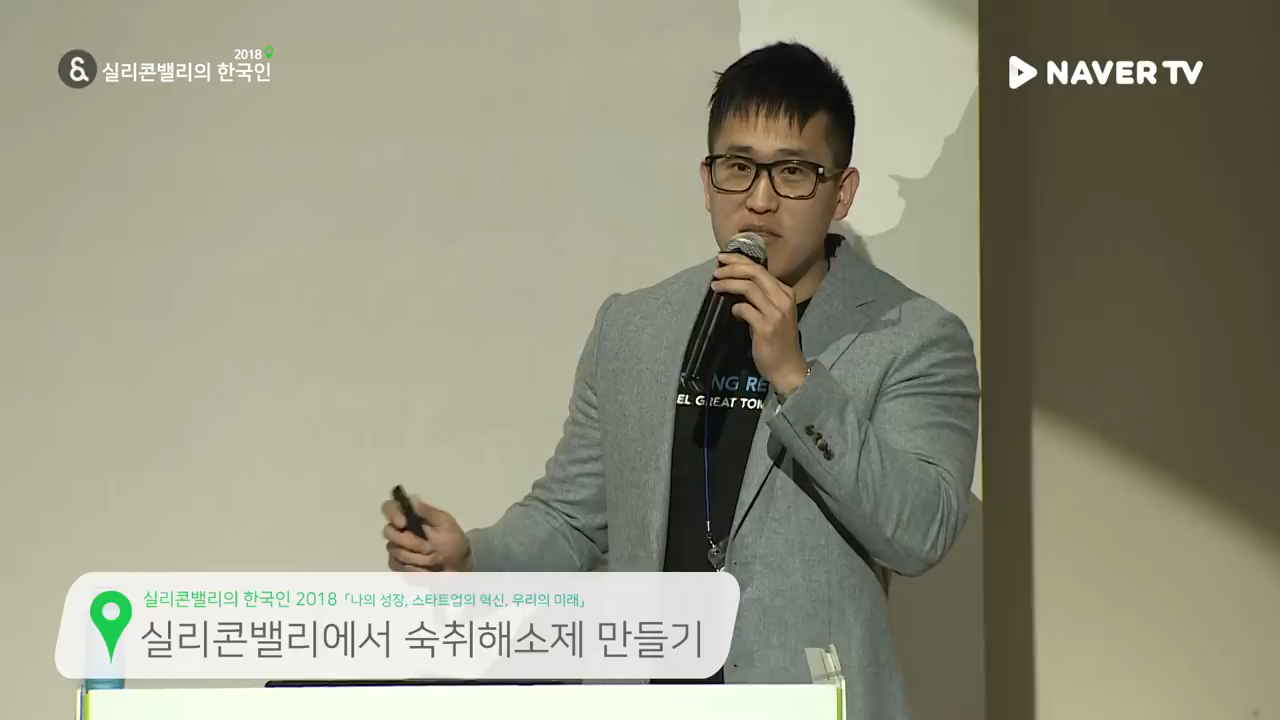 2018
& 실리콘밸리의 한국인
NAVER TV
NG RE
EL GREAT TOM
실리콘밸리의 한국인 2018 「나의 성장, 스타트업의 혁신, 우리의 미래」
실리콘밸리에서 숙취해소제 만들기